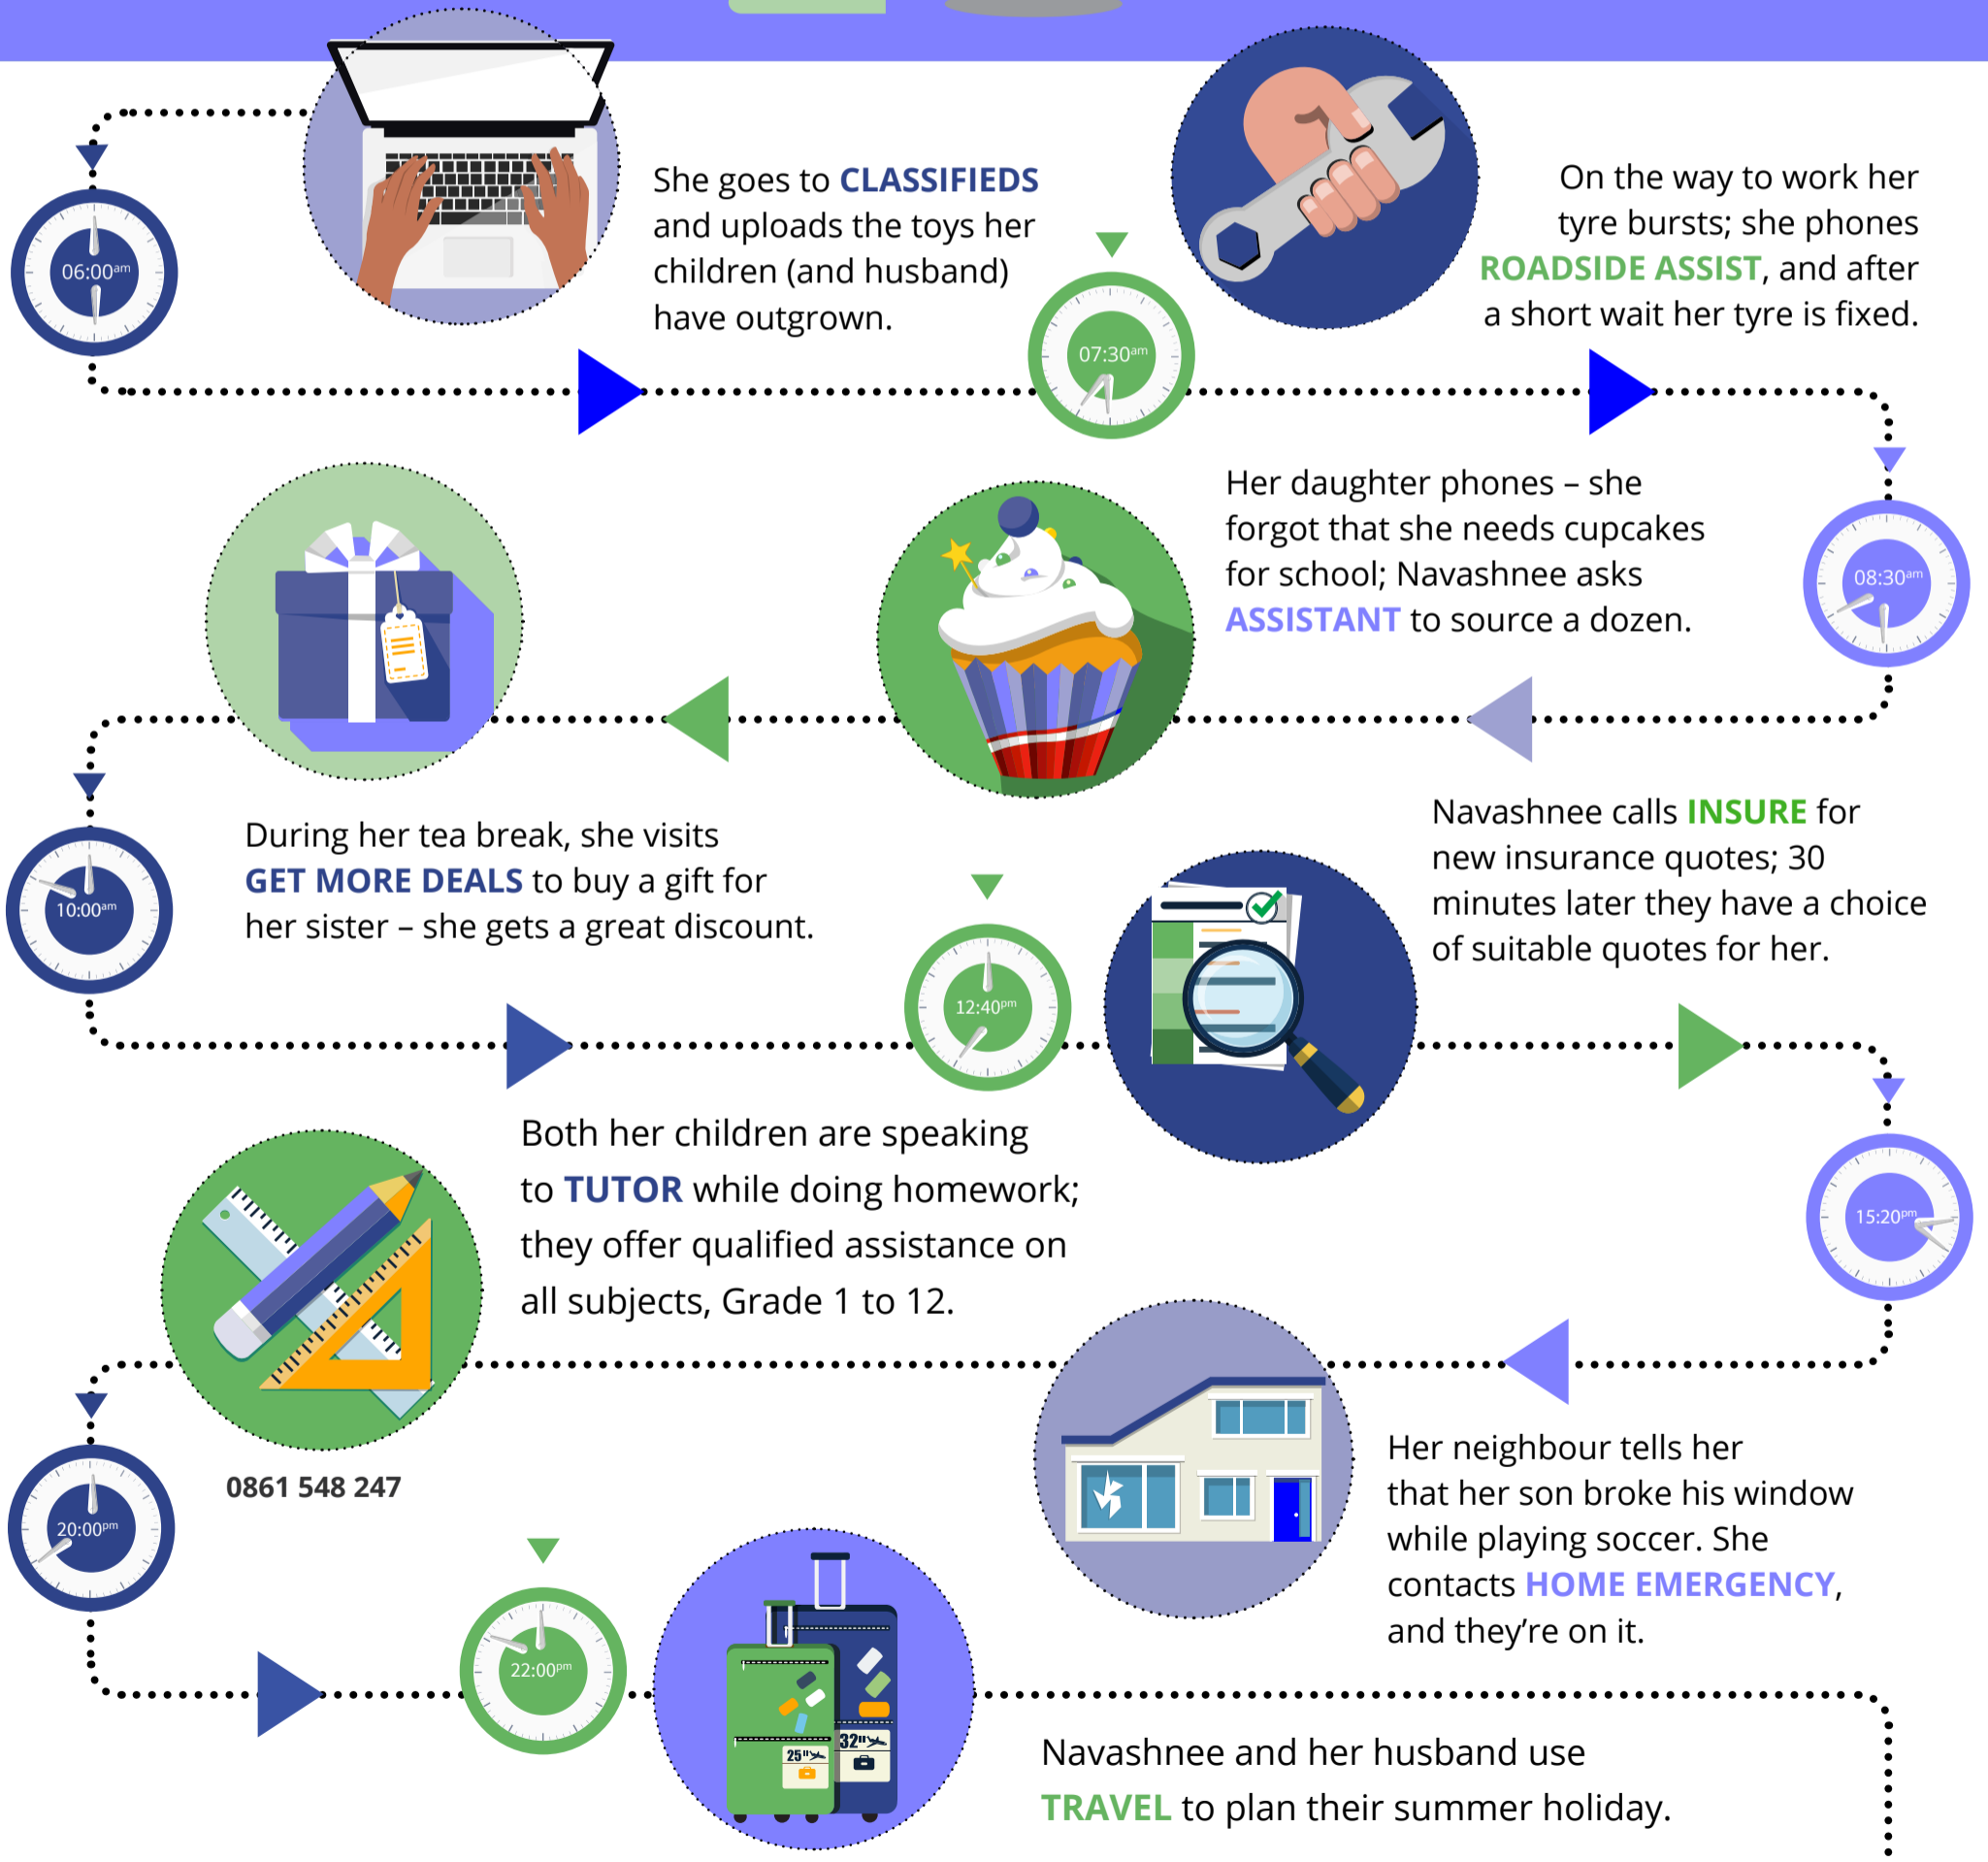 06:00am
She goes to CLASSIFIEDS
and uploads the toys her
children (and husband)
have outgrown.
07:30am
On the way to work her
tyre bursts; she phones
ROADSIDE ASSIST, and after
a short wait her tyre is fixed.
08:30am
Her daughter phones – she
forgot that she needs cupcakes
for school; Navashnee asks
ASSISTANT to source a dozen.
10:00am
During her tea break, she visits
GET MORE DEALS to buy a gift for
her sister – she gets a great discount.
12:40pm
Navashnee calls INSURE for
new insurance quotes; 30
minutes later they have a choice
of suitable quotes for her.
15:20pm
Her neighbour tells her
that her son broke his window
while playing soccer. She
contacts HOME EMERGENCY,
and they’re on it.
Both her children are speaking
to TUTOR while doing homework;
they offer qualified assistance on
all subjects, Grade 1 to 12.
0861 548 247
20:00pm
22:00pm
25"
32"
Navashnee and her husband use
TRAVEL to plan their summer holiday.